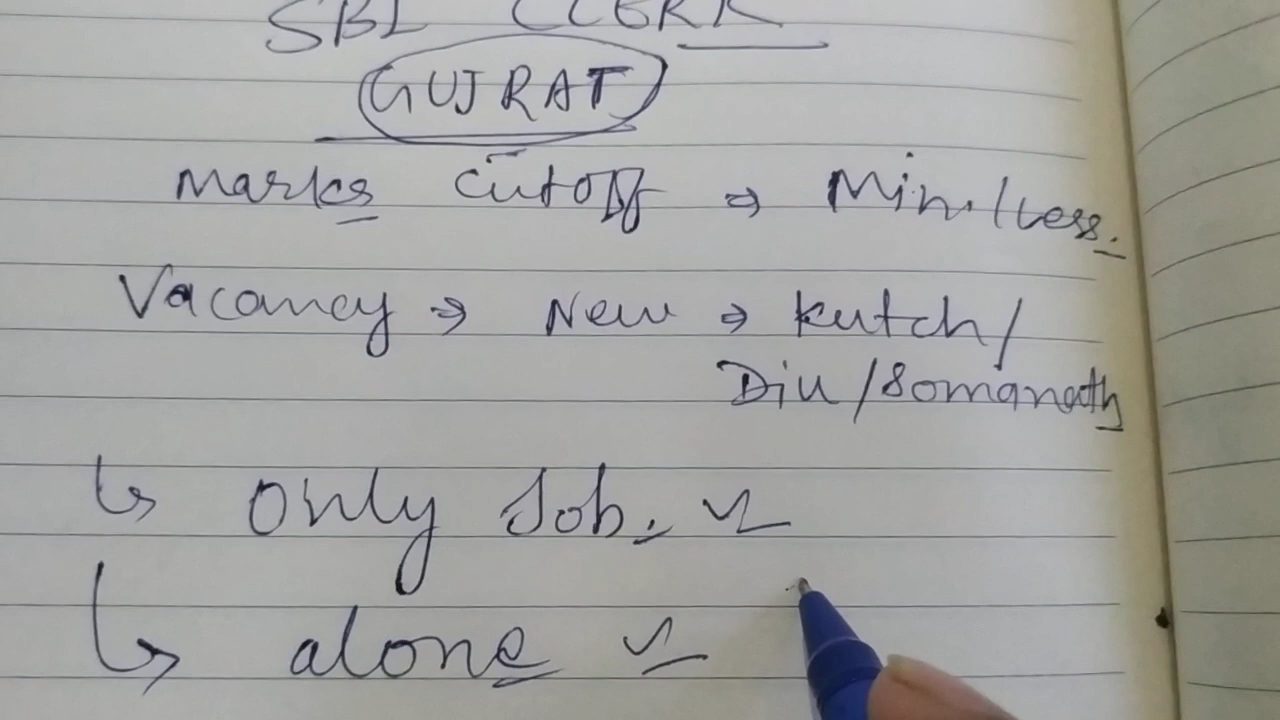 SBI CLERK
GUJRAT
Marks cutoff ⇒ Min/Less.
Vacancy ⇒ New ⇒ Kutch/
Diu/Somanath
↳ Only Job.
↳ alone